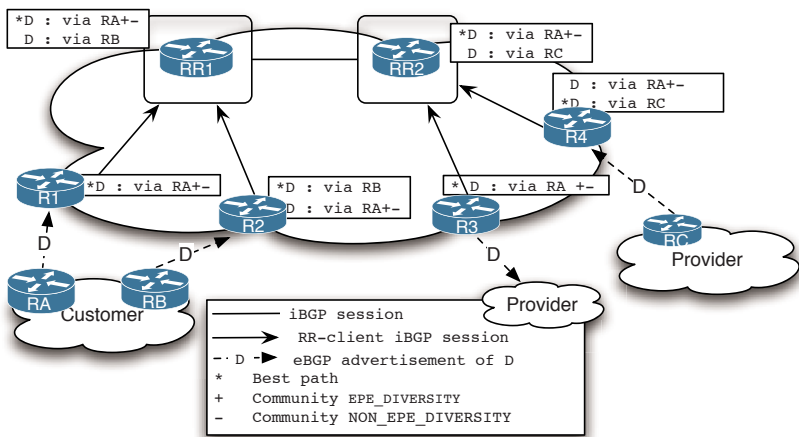 *D : via RA+-
D : via RB
RR1
RR2
*D : via RA+-
D : via RC
D : via RA+-
*D : via RC
R4
R1
*D : via RA+-
*D : via RB
D : via RA+-
R2
* D : via RA +-
R3
D
D
D
D
RA
RB
Customer
RC
Provider
Provider
iBGP session
RR-client iBGP session
D eBGP advertisement of D
* Best path
+ Community EPE_DIVERSITY
- Community NON_EPE_DIVERSITY